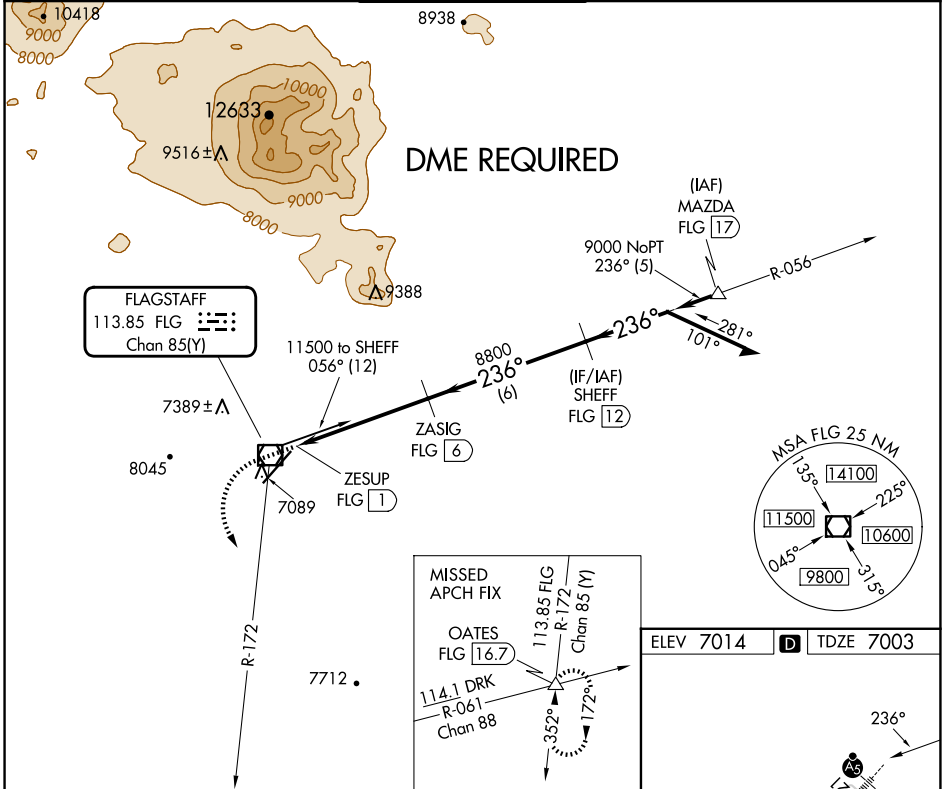 10418
9000
8000
8938
10000
12633
9516±
9000
8000
9388
DME REQUIRED
(IAF)
MAZDA
FLG 17
9000 NoPT
236° (5)
R-056
236°
281°
101°
FLAGSTAFF
113.85 FLG
Chan 85(Y)
11500 to SHEFF
056° (12)
8800
236°
(6)
(IF/IAF)
SHEFF
FLG 12
ZASIG
FLG 6
7389±
8045
ZESUP
FLG 1
7089
R-172
7712
MSA FLG 25 NM
135°
14100
225°
11500
10600
045°
9800
315°
MISSED
APCH FIX
OATES
FLG 16.7
113.85 FLG
R-172
Chan 85 (Y)
114.1 DRK
R-061
Chan 88
352°
172°
ELEV 7014
D
TDZE 7003
236°
A5